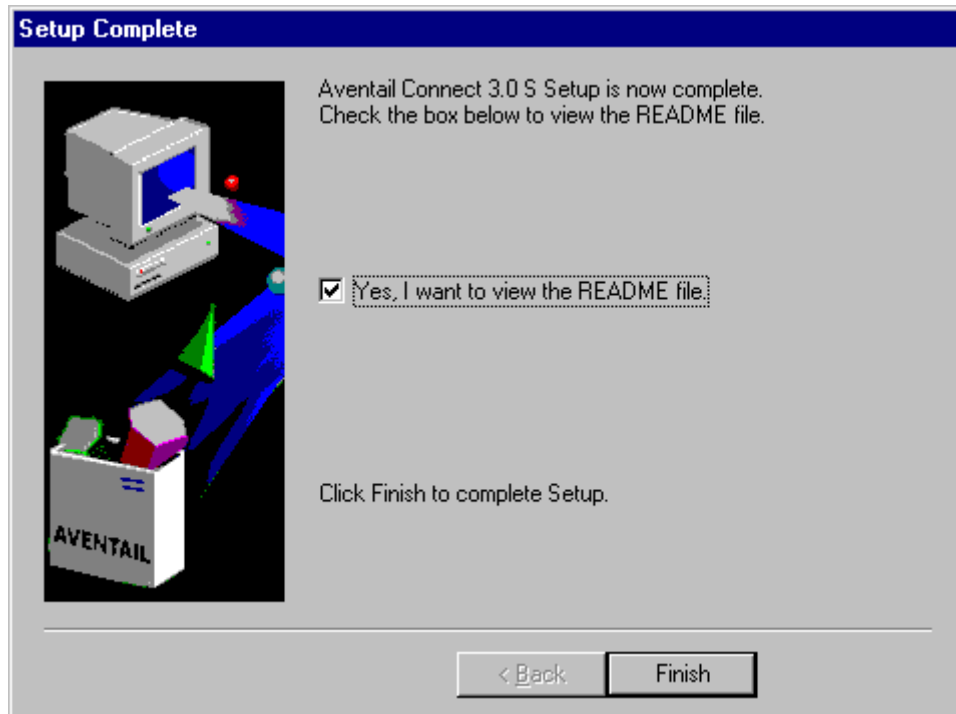 Setup Complete
Aventail Connect 3.0 S Setup is now complete.
Check the box below to view the README file.
Yes, I want to view the README file.
AVENTAIL
Click Finish to complete Setup.
< Back
Finish